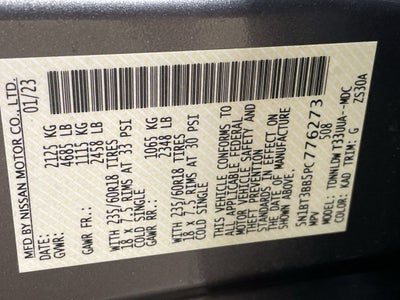 MFD BY NISSAN MOTOR CO., LTD.
01/23
GVWR: 2125 KG
4685 LB
GAWR FR.: 1115 KG
2458 LB
WITH 235/60R18 TIRES
18 X 7.5 RIMS AT 33 PSI
COLD SINGLE
GAWR RR.: 1065 KG
2348 LB
WITH 235/60R18 TIRES
18 X 7.5 RIMS AT 30 PSI
COLD SINGLE
THIS VEHICLE CONFORMS TO
ALL APPLICABLE FEDERAL
MOTOR VEHICLE SAFETY AND
THEFT PREVENTION
STANDARDS IN EFFECT ON
THE DATE OF MANUFACTURE
SHOWN ABOVE.
5N1BT3BB5PC776273
MPV 308
MODEL: TDNNLDWT33UUA-MDC
COLOR: KAD TRIM: G
ZS30A